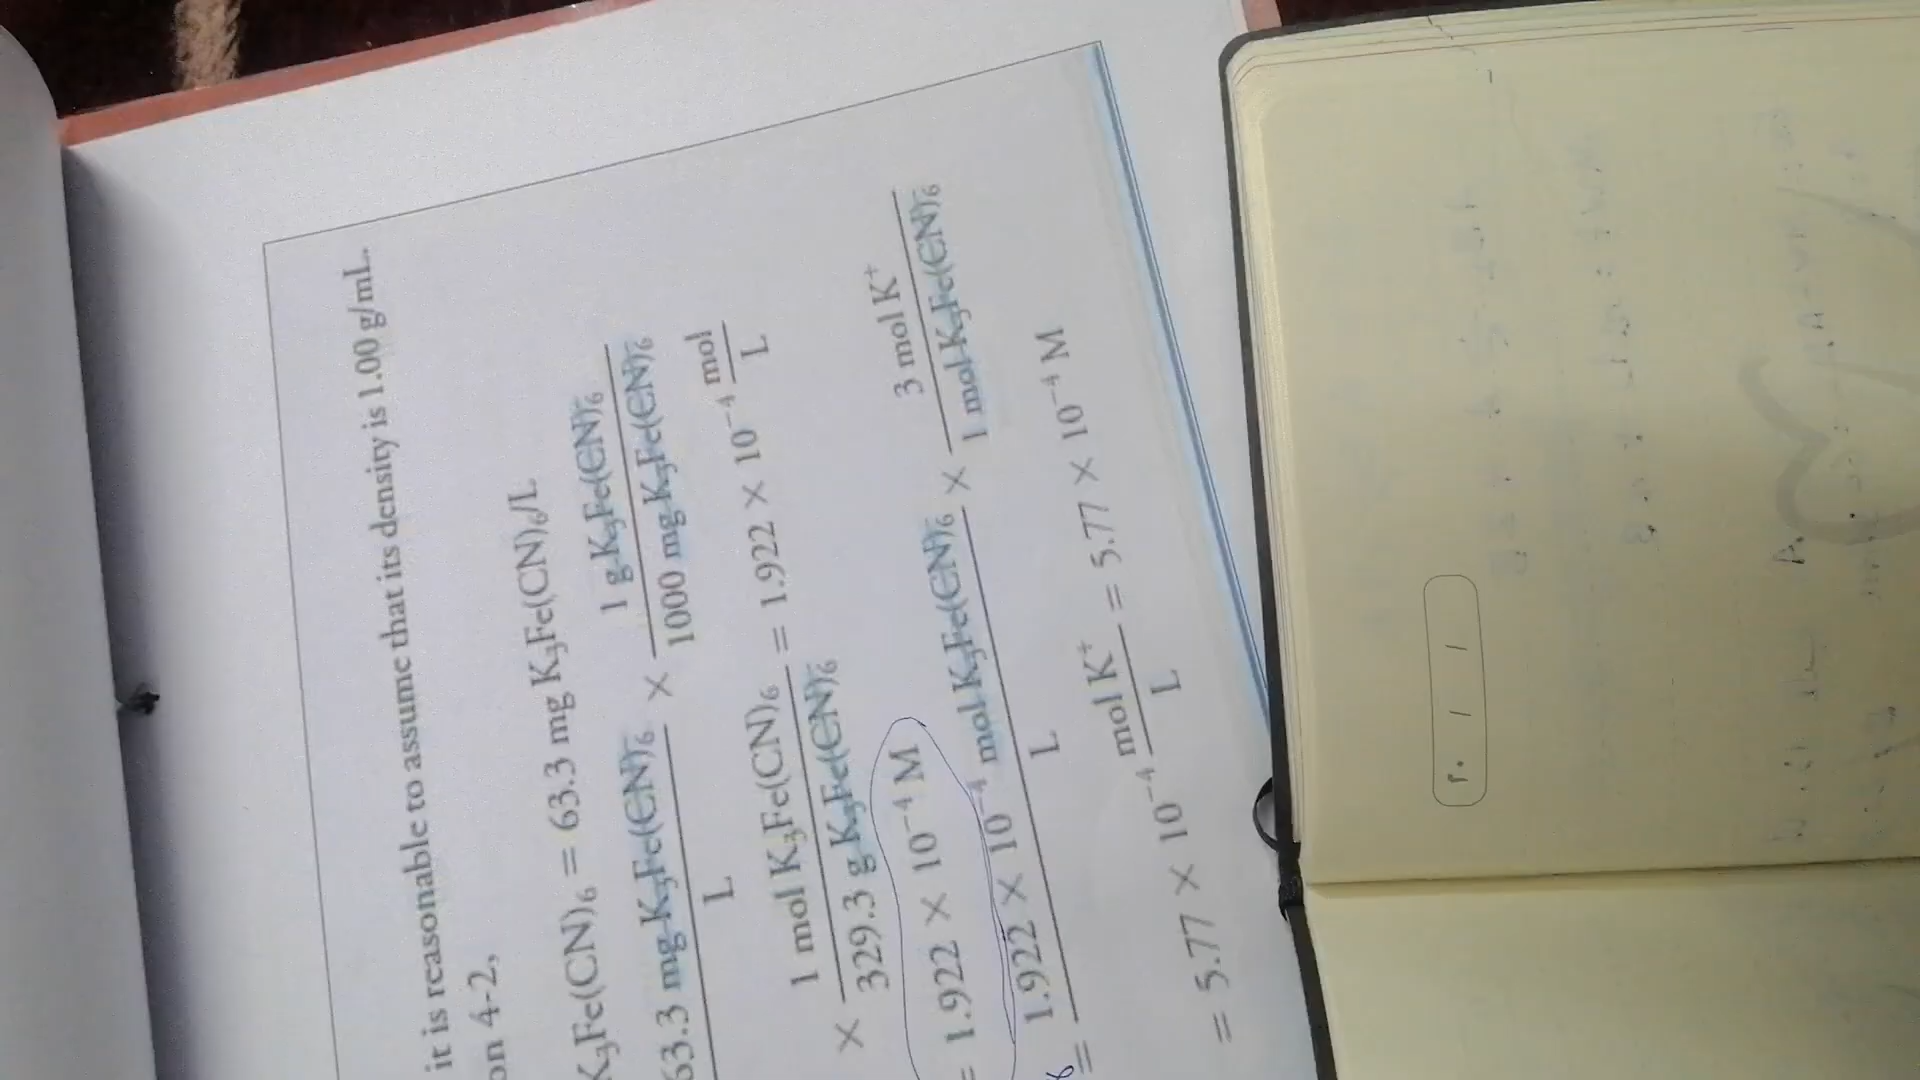 it is reasonable to assume that its density is 1.00 g/mL.
on 4-2,
K₃Fe(CN)₆ = 63.3 mg K₃Fe(CN)₆/L
63.3 mg K₃Fe(CN)₆ / L × 1 g K₃Fe(CN)₆ / 1000 mg K₃Fe(CN)₆
× 1 mol K₃Fe(CN)₆ / 329.3 g K₃Fe(CN)₆ = 1.922 × 10⁻⁴ mol / L
= 1.922 × 10⁻⁴ M
= 1.922 × 10⁻⁴ mol K₃Fe(CN)₆ / L × 3 mol K⁺ / 1 mol K₃Fe(CN)₆
= 5.77 × 10⁻⁴ mol K⁺ / L = 5.77 × 10⁻⁴ M